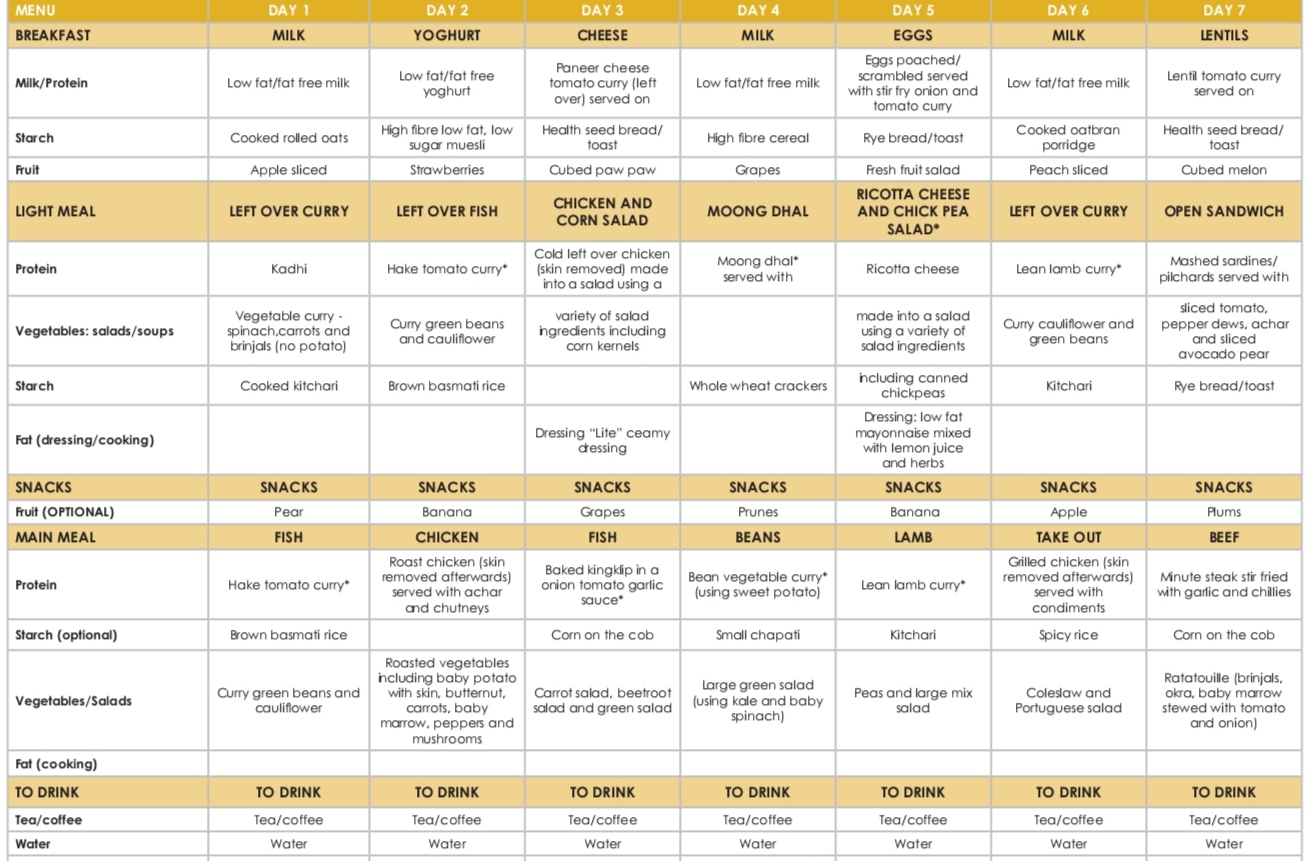 MENU DAY 1 DAY 2 DAY 3 DAY 4 DAY 5 DAY 6 DAY 7
BREAKFAST MILK YOGHURT CHEESE MILK EGGS MILK LENTILS
Milk/Protein
Low fat/fat free milk
Low fat/fat free
yoghurt
Paneer cheese
tomato curry (left
over) served on
Low fat/fat free milk
Eggs poached/
scrambled served
with stir fry onion and
tomato curry
Low fat/fat free milk
Lentil tomato curry
served on
Starch
Cooked rolled oats
High fibre low fat, low
sugar muesli
Health seed bread/
toast
High fibre cereal
Rye bread/toast
Cooked oatbran
porridge
Health seed bread/
toast
Fruit
Apple sliced
Strawberries
Cubed paw paw
Grapes
Fresh fruit salad
Peach sliced
Cubed melon
LIGHT MEAL
LEFT OVER CURRY
LEFT OVER FISH
CHICKEN AND
CORN SALAD
MOONG DHAL
RICOTTA CHEESE
AND CHICK PEA
SALAD*
LEFT OVER CURRY
OPEN SANDWICH
Protein
Kadhi
Hake tomato curry*
Cold left over chicken
(skin removed) made
into a salad using a
Moong dhal*
served with
Ricotta cheese
Lean lamb curry*
Mashed sardines/
pilchards served with
Vegetables: salads/soups
Vegetable curry -
spinach,carrots and
brinjals (no potato)
Curry green beans
and cauliflower
variety of salad
ingredients including
corn kernels
made into a salad
using a variety of
salad ingredients
Curry cauliflower and
green beans
sliced tomato,
pepper dews, achar
and sliced
avocado pear
Starch
Cooked kitchari
Brown basmati rice
Whole wheat crackers
including canned
chickpeas
Kitchari
Rye bread/toast
Fat (dressing/cooking)
Dressing "Lite" ceamy
dressing
Dressing: low fat
mayonnaise mixed
with lemon juice
and herbs
SNACKS SNACKS SNACKS SNACKS SNACKS SNACKS SNACKS SNACKS
Fruit (OPTIONAL) Pear Banana Grapes Prunes Banana Apple Plums
MAIN MEAL FISH CHICKEN FISH BEANS LAMB TAKE OUT BEEF
Protein
Hake tomato curry*
Roast chicken (skin
removed afterwards)
served with achar
and chutneys
Baked kingklip in a
onion tomato garlic
sauce*
Bean vegetable curry*
(using sweet potato)
Lean lamb curry*
Grilled chicken (skin
removed afterwards)
served with
condiments
Minute steak stir fried
with garlic and chillies
Starch (optional)
Brown basmati rice
Corn on the cob
Small chapati
Kitchari
Spicy rice
Corn on the cob
Vegetables/Salads
Curry green beans and
cauliflower
Roasted vegetables
including baby potato
with skin, butternut,
carrots, baby
marrow, peppers and
mushrooms
Carrot salad, beetroot
salad and green salad
Large green salad
(using kale and baby
spinach)
Peas and large mix
salad
Coleslaw and
Portuguese salad
Ratatouille (brinjals,
okra, baby marrow
stewed with tomato
and onion)
Fat (cooking)
TO DRINK TO DRINK TO DRINK TO DRINK TO DRINK TO DRINK TO DRINK TO DRINK
Tea/coffee Tea/coffee Tea/coffee Tea/coffee Tea/coffee Tea/coffee Tea/coffee Tea/coffee
Water Water Water Water Water Water Water Water